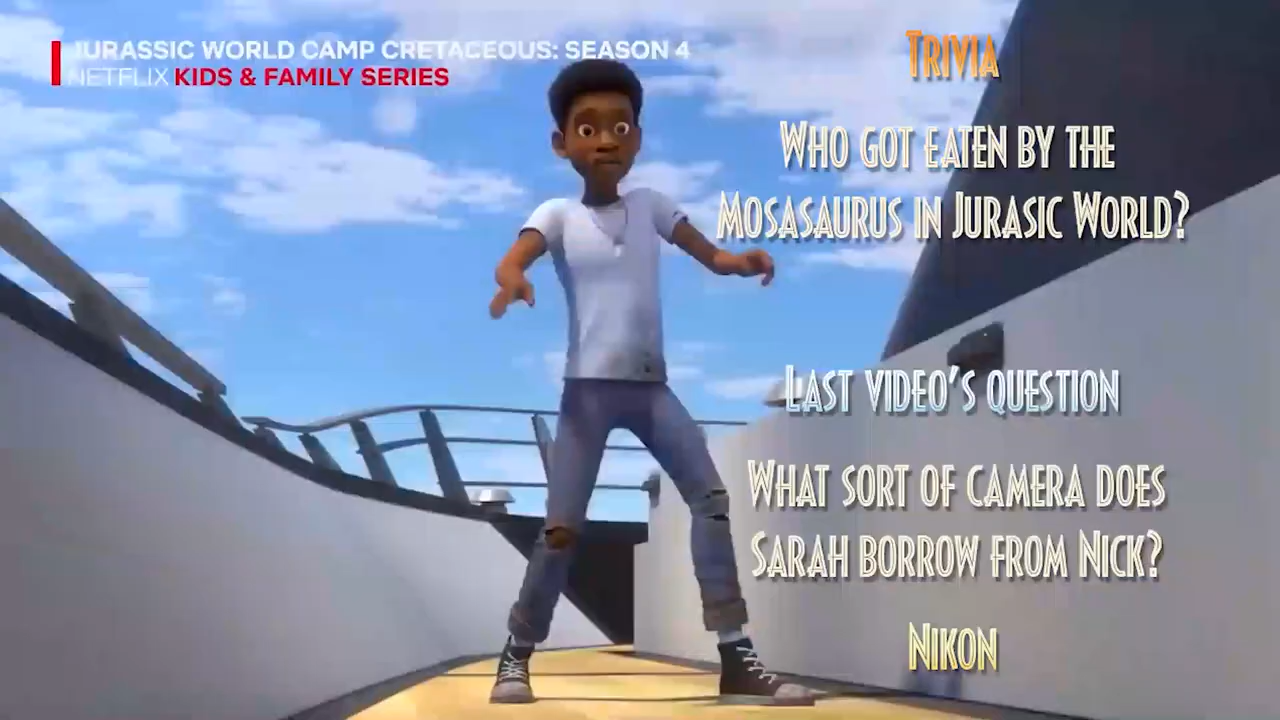 JURASSIC WORLD CAMP CRETACEOUS: SEASON 4
NETFLIX KIDS & FAMILY SERIES
TRIVIA
WHO GOT EATEN BY THE
MOSASAURUS IN JURASIC WORLD?
LAST VIDEO'S QUESTION
WHAT SORT OF CAMERA DOES
SARAH BORROW FROM NICK?
NIKON